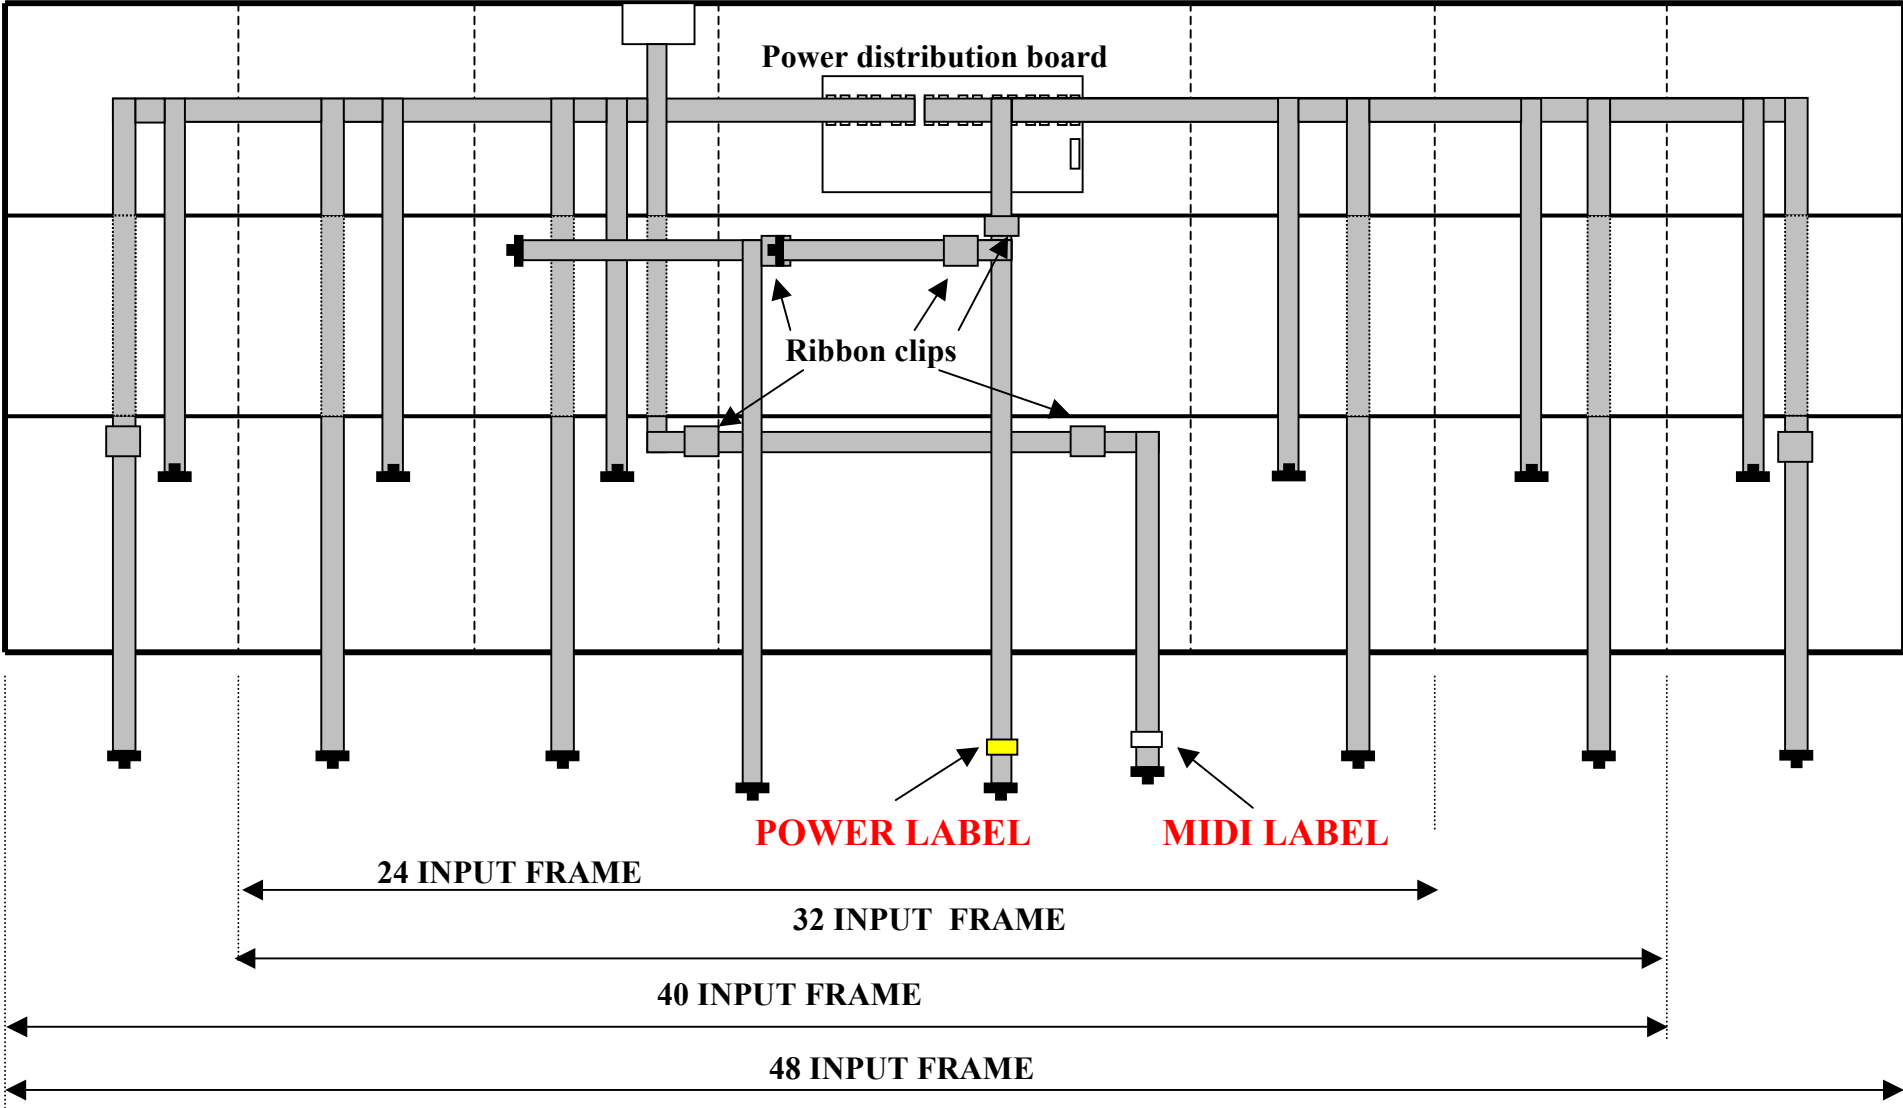 Power distribution board
Ribbon clips
POWER LABEL
MIDI LABEL
24 INPUT FRAME
32 INPUT  FRAME
40 INPUT FRAME
48 INPUT FRAME